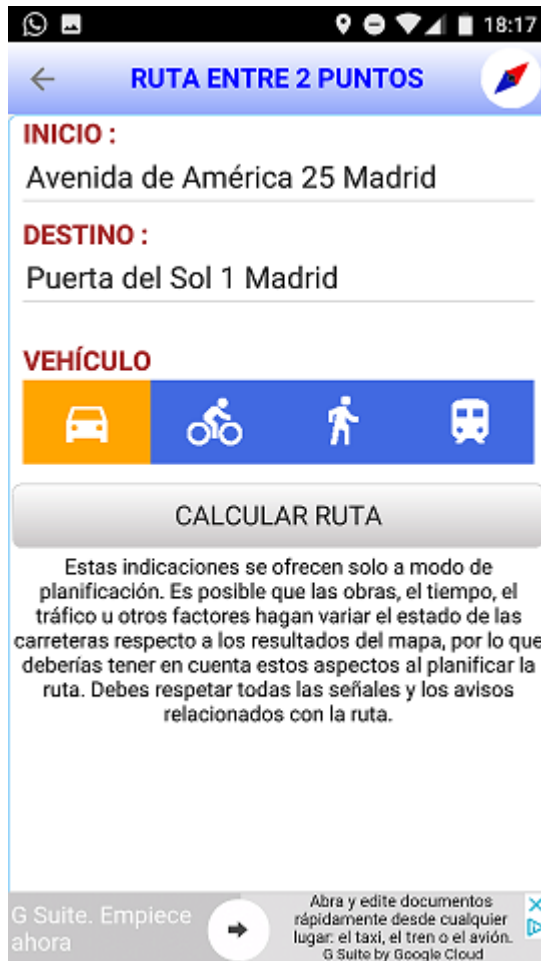 18:17
RUTA ENTRE 2 PUNTOS
INICIO :
Avenida de América 25 Madrid
DESTINO :
Puerta del Sol 1 Madrid
VEHÍCULO
CALCULAR RUTA
Estas indicaciones se ofrecen solo a modo de
planificación. Es posible que las obras, el tiempo, el
tráfico u otros factores hagan variar el estado de las
carreteras respecto a los resultados del mapa, por lo que
deberías tener en cuenta estos aspectos al planificar la
ruta. Debes respetar todas las señales y los avisos
relacionados con la ruta.
G Suite. Empiece
ahora
Abra y edite documentos
rápidamente desde cualquier
lugar: el taxi, el tren o el avión.
G Suite by Google Cloud